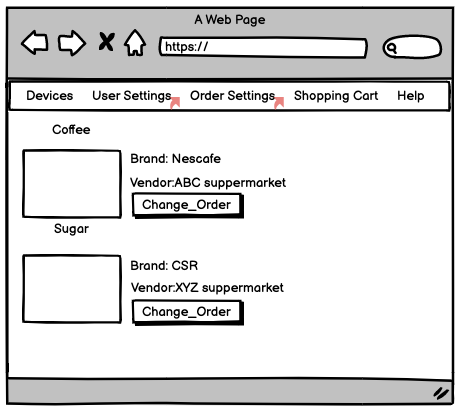 A Web Page
https://
Devices User Settings Order Settings Shopping Cart Help
Coffee
Brand: Nescafe
Vendor:ABC suppermarket
Change_Order
Sugar
Brand: CSR
Vendor:XYZ suppermarket
Change_Order